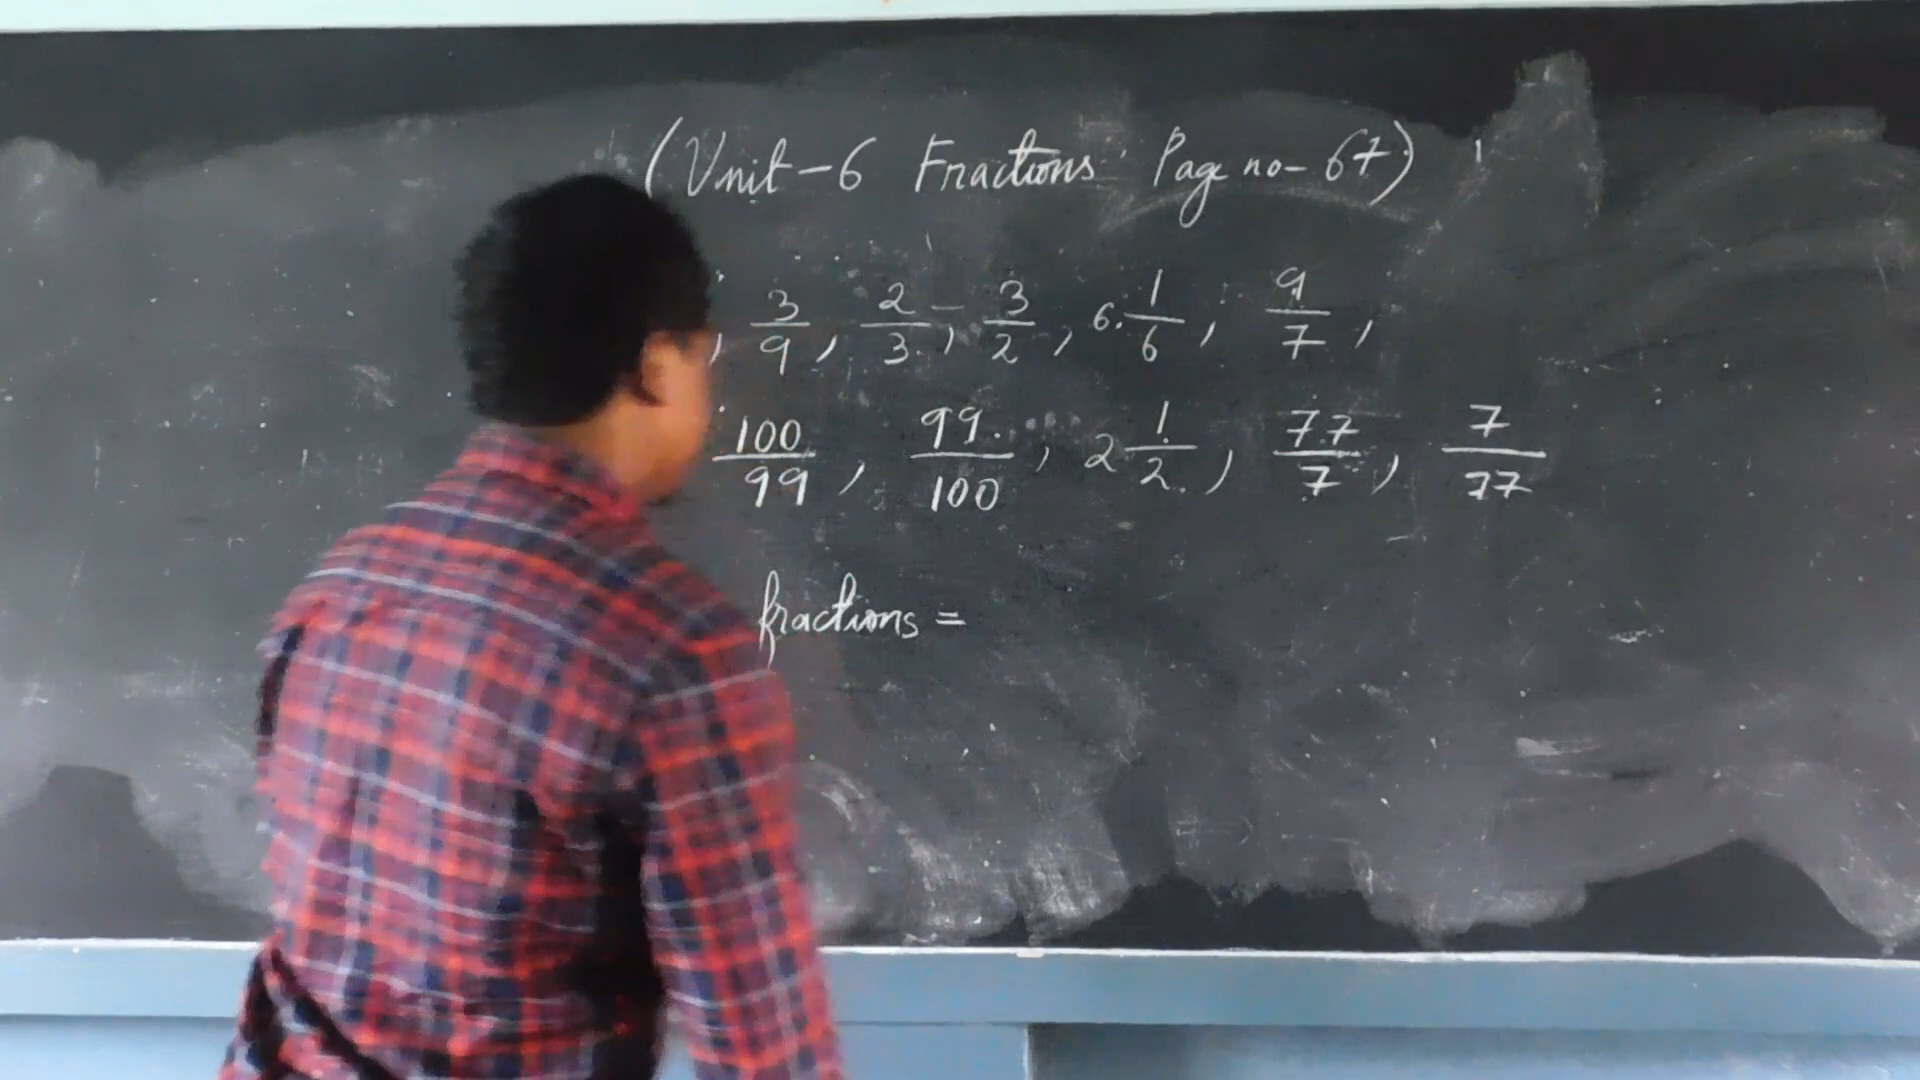 (Unit-6 Fractions Page no-67)
, 3/9, 2/3, 3/2, 6 1/6, 9/7,
100/99, 99/100, 2 1/2, 77/7, 7/77
fractions =